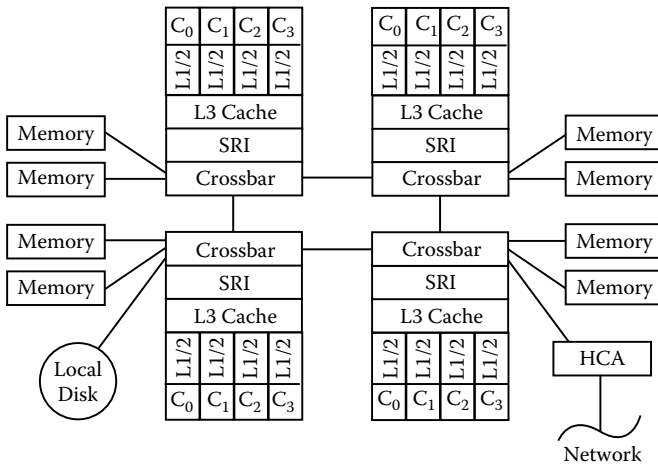 C0 C1 C2 C3 C0 C1 C2 C3
L1/2 L1/2 L1/2 L1/2 L1/2 L1/2 L1/2 L1/2
L3 Cache L3 Cache
Memory SRI SRI Memory
Memory Crossbar Crossbar Memory
Memory Crossbar Crossbar Memory
Memory SRI SRI Memory
L3 Cache L3 Cache
L1/2 L1/2 L1/2 L1/2 L1/2 L1/2 L1/2 L1/2
Local
Disk
HCA
C0 C1 C2 C3 C0 C1 C2 C3
Network